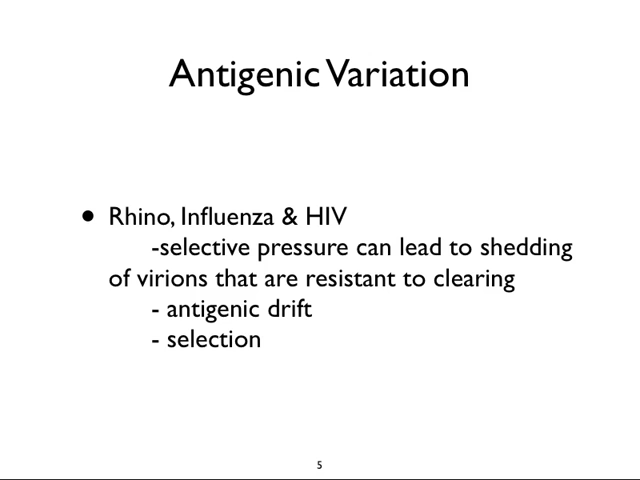 Antigenic Variation
• Rhino, Influenza & HIV
-selective pressure can lead to shedding
of virions that are resistant to clearing
- antigenic drift
- selection
5